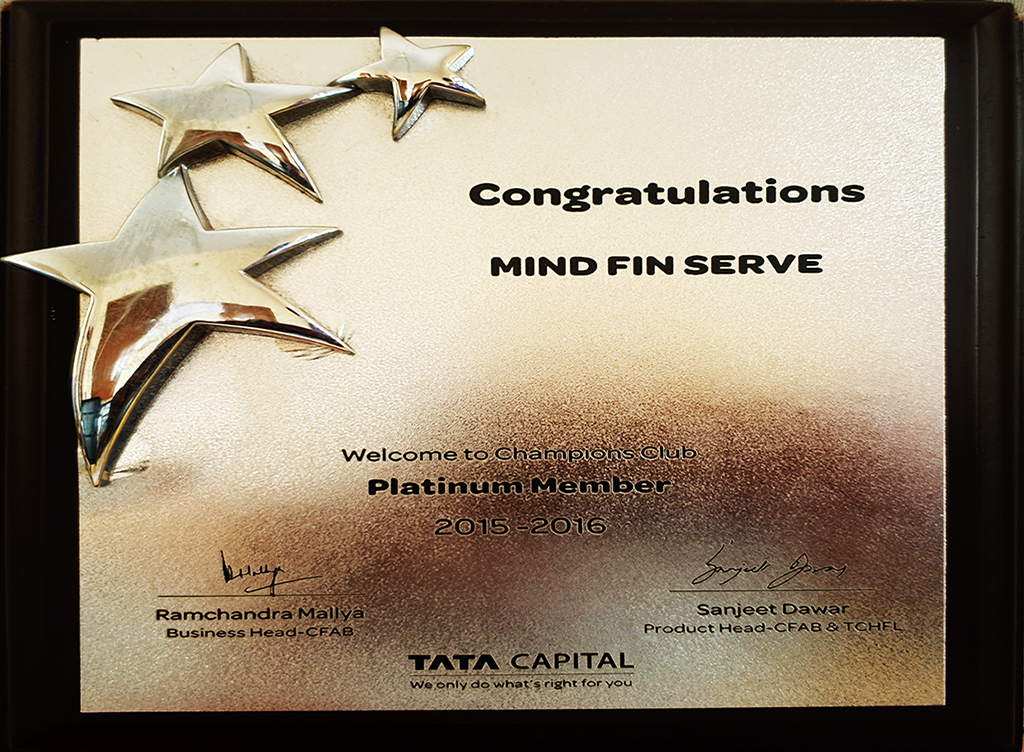 Congratulations
MIND FIN SERVE
Welcome to Champions Club
Platinum Member
2015 -2016
Mallya
Sanjeet Dawar
Ramchandra Mallya
Business Head-CFAB
Sanjeet Dawar
Product Head-CFAB & TCHFL
TATA CAPITAL
We only do what's right for you